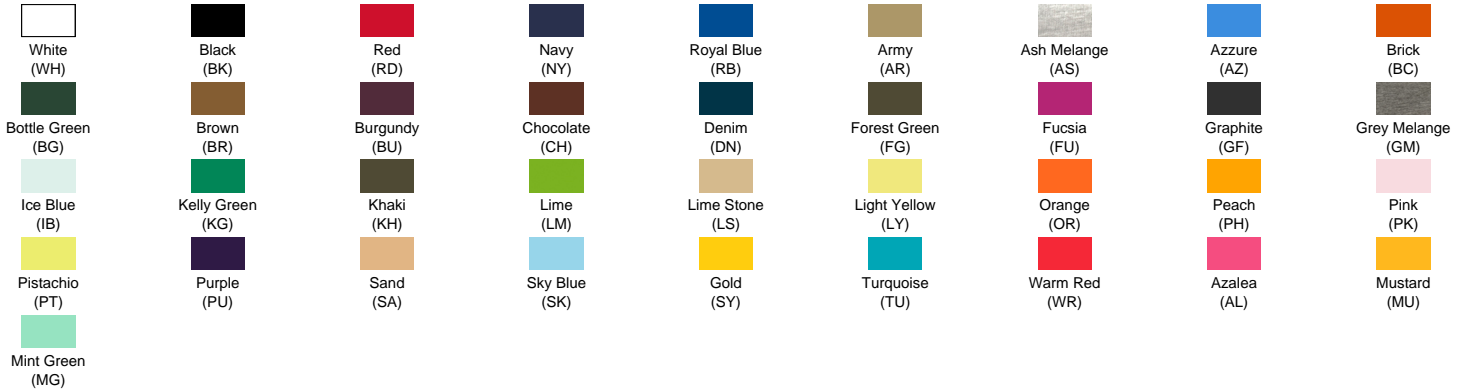 White Black Red Navy Royal Blue Army Ash Melange Azzure Brick
(WH) (BK) (RD) (NY) (RB) (AR) (AS) (AZ) (BC)
Bottle Green Brown Burgundy Chocolate Denim Forest Green Fucsia Graphite Grey Melange
(BG) (BR) (BU) (CH) (DN) (FG) (FU) (GF) (GM)
Ice Blue Kelly Green Khaki Lime Lime Stone Light Yellow Orange Peach Pink
(IB) (KG) (KH) (LM) (LS) (LY) (OR) (PH) (PK)
Pistachio Purple Sand Sky Blue Gold Turquoise Warm Red Azalea Mustard
(PT) (PU) (SA) (SK) (SY) (TU) (WR) (AL) (MU)
Mint Green
(MG)